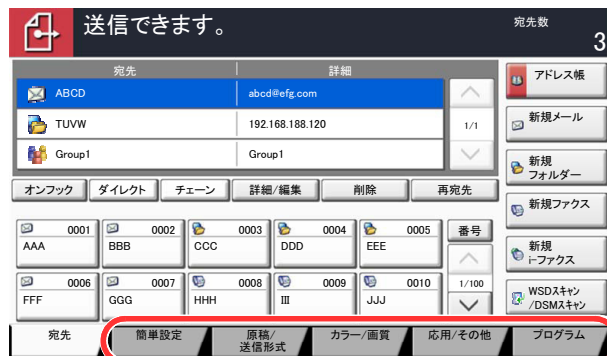 送信できます。
宛先数
3
宛先 詳細
ABCD abcd@efg.com
TUVW 192.168.188.120
1/1
Group1 Group1
オンフック ダイレクト チェーン 詳細/編集 削除 再宛先
0001 0002 0003 0004 0005 番号
AAA BBB CCC DDD EEE
0006 0007 0008 0009 0010 1/100
FFF GGG HHH III JJJ
アドレス帳
新規メール
新規
フォルダー
新規ファクス
新規
i-ファクス
WSDスキャン
/DSMスキャン
宛先 簡単設定 原稿/
送信形式 カラー/画質 応用/その他 プログラム